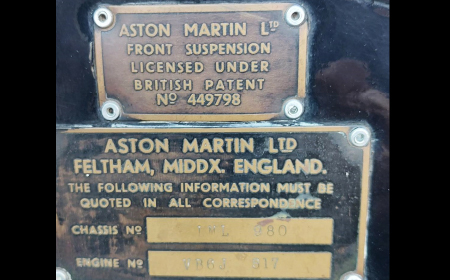 ASTON MARTIN LTD
FRONT SUSPENSION
LICENSED UNDER
BRITISH PATENT
No 449798
ASTON MARTIN LTD
FELTHAM, MIDDX. ENGLAND.
THE FOLLOWING INFORMATION MUST BE
QUOTED IN ALL CORRESPONDENCE
CHASSIS No
ENGINE No